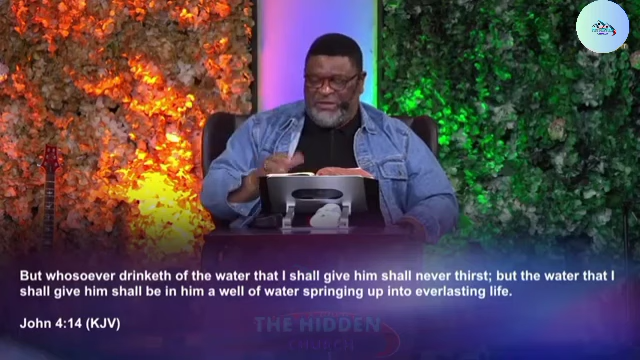 But whosoever drinketh of the water that I shall give him shall never thirst; but the water that I
shall give him shall be in him a well of water springing up into everlasting life.
John 4:14 (KJV)
THE HIDDEN
CHURCH